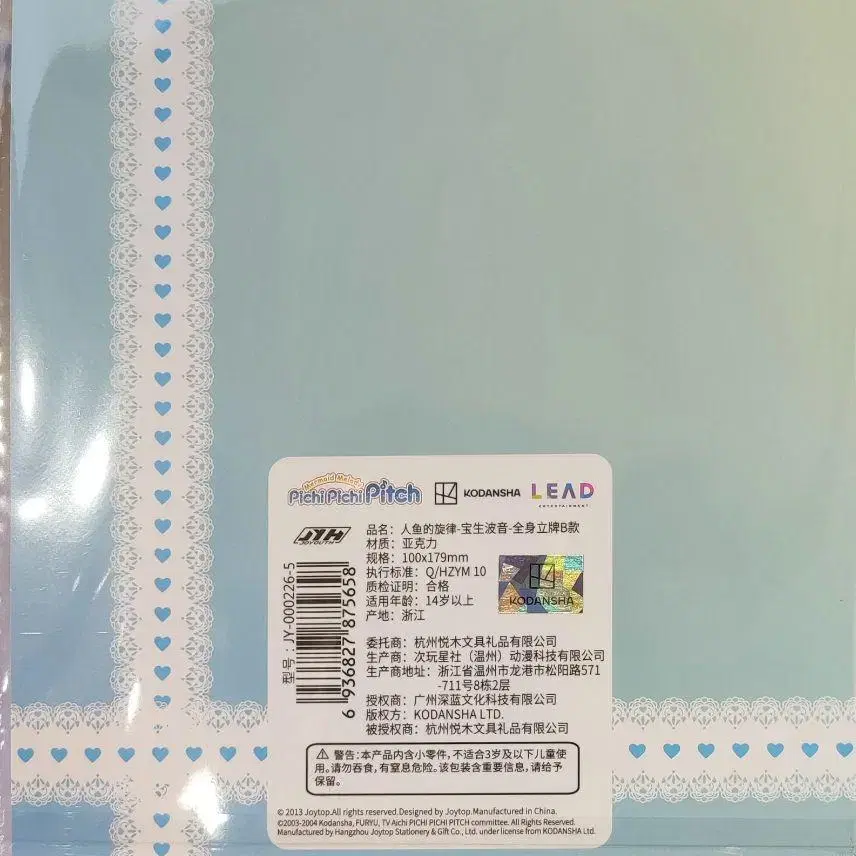 Mermaid Melody
Pichi Pichi Pitch
KODANSHA
LEAD
ENTERTAINMENT
JYH
JOYOUTH
品名：人鱼的旋律-宝生波音-全身立牌B款
材质：亚克力
规格：100x179mm
执行标准：Q/HZYM 10
质检证明：合格
适用年龄：14岁以上
产地：浙江
KODANSHA
型号：JY-000226-5
6 936827 875658
委托商：杭州悦木文具礼品有限公司
生产商：次玩星社（温州）动漫科技有限公司
生产商地址：浙江省温州市龙港市松阳路571
-711号8栋2层
授权商：广州深蓝文化科技有限公司
版权方：KODANSHA LTD.
被授权商：杭州悦木文具礼品有限公司
警告:本产品内含小零件,不适合3岁及以下儿童使
用。请勿吞食,有窒息危险。该包装含重要信息,请给予
保留。
© 2013 Joytop.All rights reserved.Designed by Joytop.Manufactured in China.
©2003-2004 Kodansha, FURYU, TV Aichi PICHI PICHI PITCH committee. All Rights Reserved.
Manufactured by Hangzhou Joytop Stationery & Gift Co., Ltd. under license from KODANSHA Ltd.